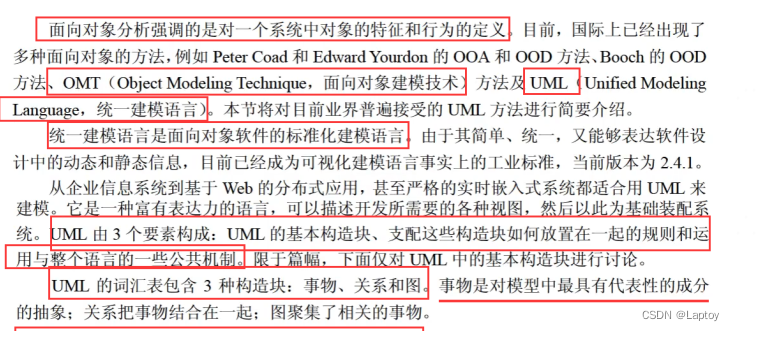 面向对象分析强调的是对一个系统中对象的特征和行为的定义。目前，国际上已经出现了
多种面向对象的方法，例如 Peter Coad 和 Edward Yourdon 的 OOA 和 OOD 方法、Booch 的 OOD
方法、OMT（Object Modeling Technique，面向对象建模技术）方法及 UML（Unified Modeling
Language，统一建模语言）。本节将对目前业界普遍接受的 UML 方法进行简要介绍。
统一建模语言是面向对象软件的标准化建模语言。由于其简单、统一，又能够表达软件设
计中的动态和静态信息，目前已经成为可视化建模语言事实上的工业标准，当前版本为 2.4.1。
从企业信息系统到基于 Web 的分布式应用，甚至严格的实时嵌入式系统都适合用 UML 来
建模。它是一种富有表达力的语言，可以描述开发所需要的各种视图，然后以此为基础装配系
统。UML 由 3 个要素构成：UML 的基本构造块、支配这些构造块如何放置在一起的规则和运
用与整个语言的一些公共机制。限于篇幅，下面仅对 UML 中的基本构造块进行讨论。
UML 的词汇表包含 3 种构造块：事物、关系和图。事物是对模型中最具有代表性的成分
的抽象；关系把事物结合在一起；图聚集了相关的事物。
CSDN @Laptoy